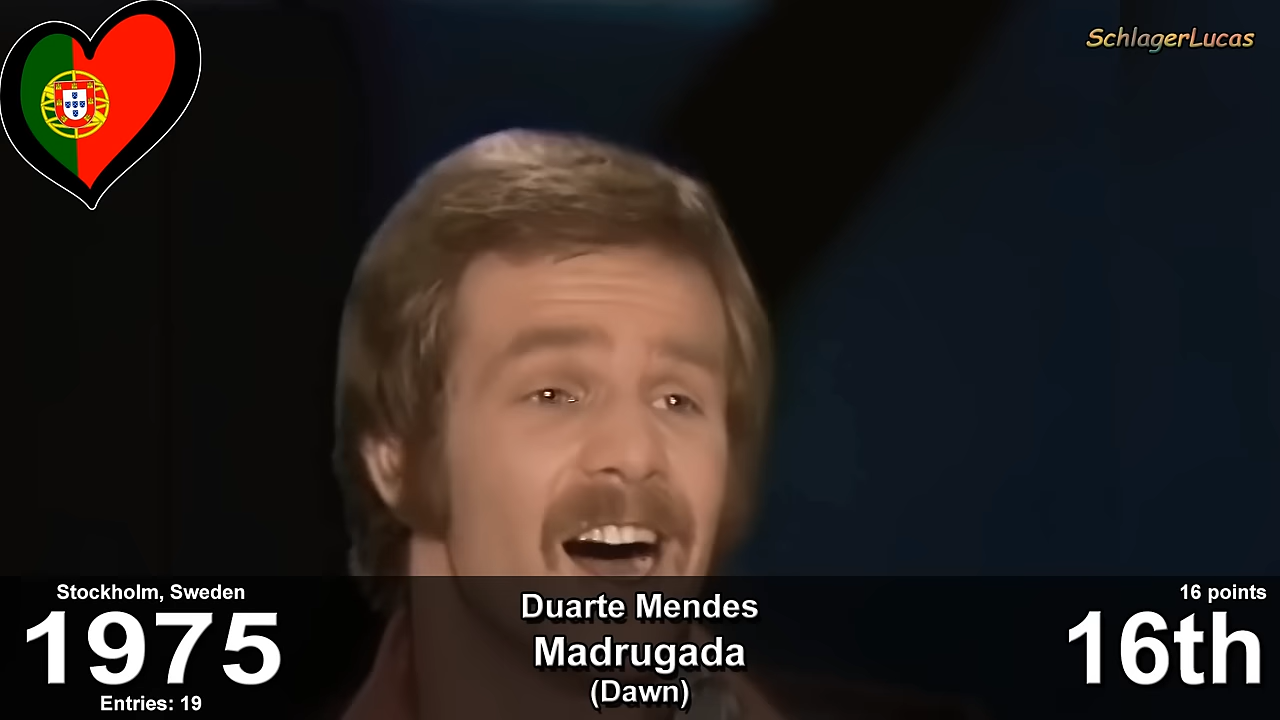 SchlagerLucas
Stockholm, Sweden
1975
Entries: 19
Duarte Mendes
Madrugada
(Dawn)
16 points
16th